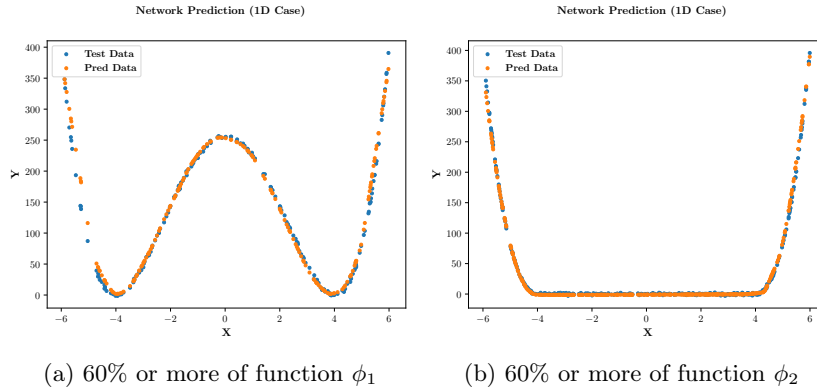 Network Prediction (1D Case)
400
350
300
250
200
150
100
50
0
Y
Test Data
Pred Data
−6
−4
−2
0
2
4
6
X
(a) 60% or more of function ϕ₁
Network Prediction (1D Case)
400
350
300
250
200
150
100
50
0
Y
Test Data
Pred Data
−6
−4
−2
0
2
4
6
X
(b) 60% or more of function ϕ₂